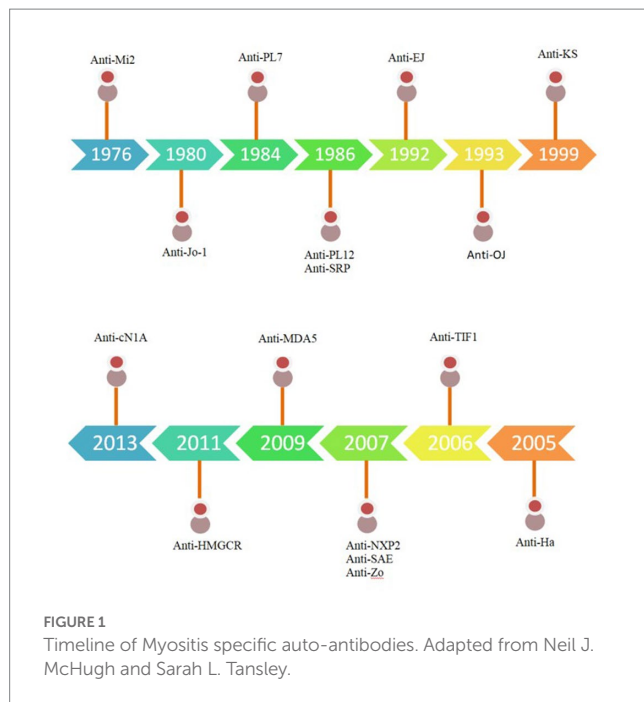 Anti-Mi2
Anti-PL7
Anti-EJ
Anti-KS
1976
1980
1984
1986
1992
1993
1999
Anti-Jo-1
Anti-PL12
Anti-SRP
Anti-OJ
Anti-cN1A
Anti-MDA5
Anti-TIF1
2013
2011
2009
2007
2006
2005
Anti-HMGCR
Anti-NXP2
Anti-SAE
Anti-Zo
Anti-Ha
FIGURE 1
Timeline of Myositis specific auto-antibodies. Adapted from Neil J.
McHugh and Sarah L. Tansley.